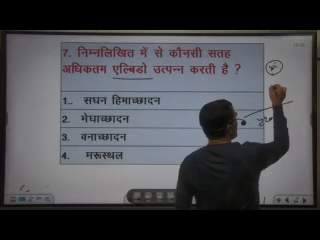 7. निम्नलिखित में से कौनसी सतह
अधिकतम एल्बिडो उत्पन्न करती है ?
1.. सघन हिमाच्छादन
2. मेघाच्छादन
3. वनाच्छादन
4. मरूस्थल